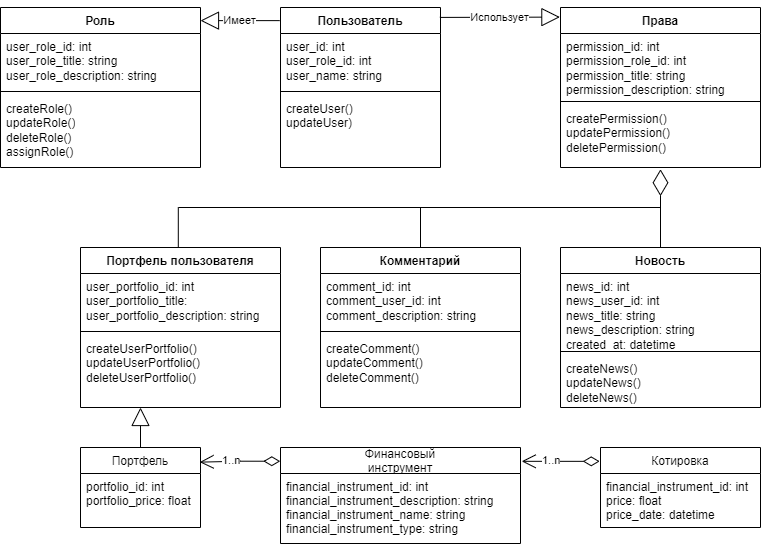 Роль
user_role_id: int
user_role_title: string
user_role_description: string
createRole()
updateRole()
deleteRole()
assignRole()
Имеет
Пользователь
user_id: int
user_role_id: int
user_name: string
createUser()
updateUser)
Использует
Права
permission_id: int
permission_role_id: int
permission_title: string
permission_description: string
createPermission()
updatePermission()
deletePermission()
Портфель пользователя
user_portfolio_id: int
user_portfolio_title:
user_portfolio_description: string
createUserPortfolio()
updateUserPortfolio()
deleteUserPortfolio()
Комментарий
comment_id: int
comment_user_id: int
comment_description: string
createComment()
updateComment()
deleteComment()
Новость
news_id: int
news_user_id: int
news_title: string
news_description: string
created_at: datetime
createNews()
updateNews()
deleteNews()
Портфель
portfolio_id: int
portfolio_price: float
1..n
Финансовый
инструмент
financial_instrument_id: int
financial_instrument_description: string
financial_instrument_name: string
financial_instrument_type: string
1..n
Котировка
financial_instrument_id: int
price: float
price_date: datetime